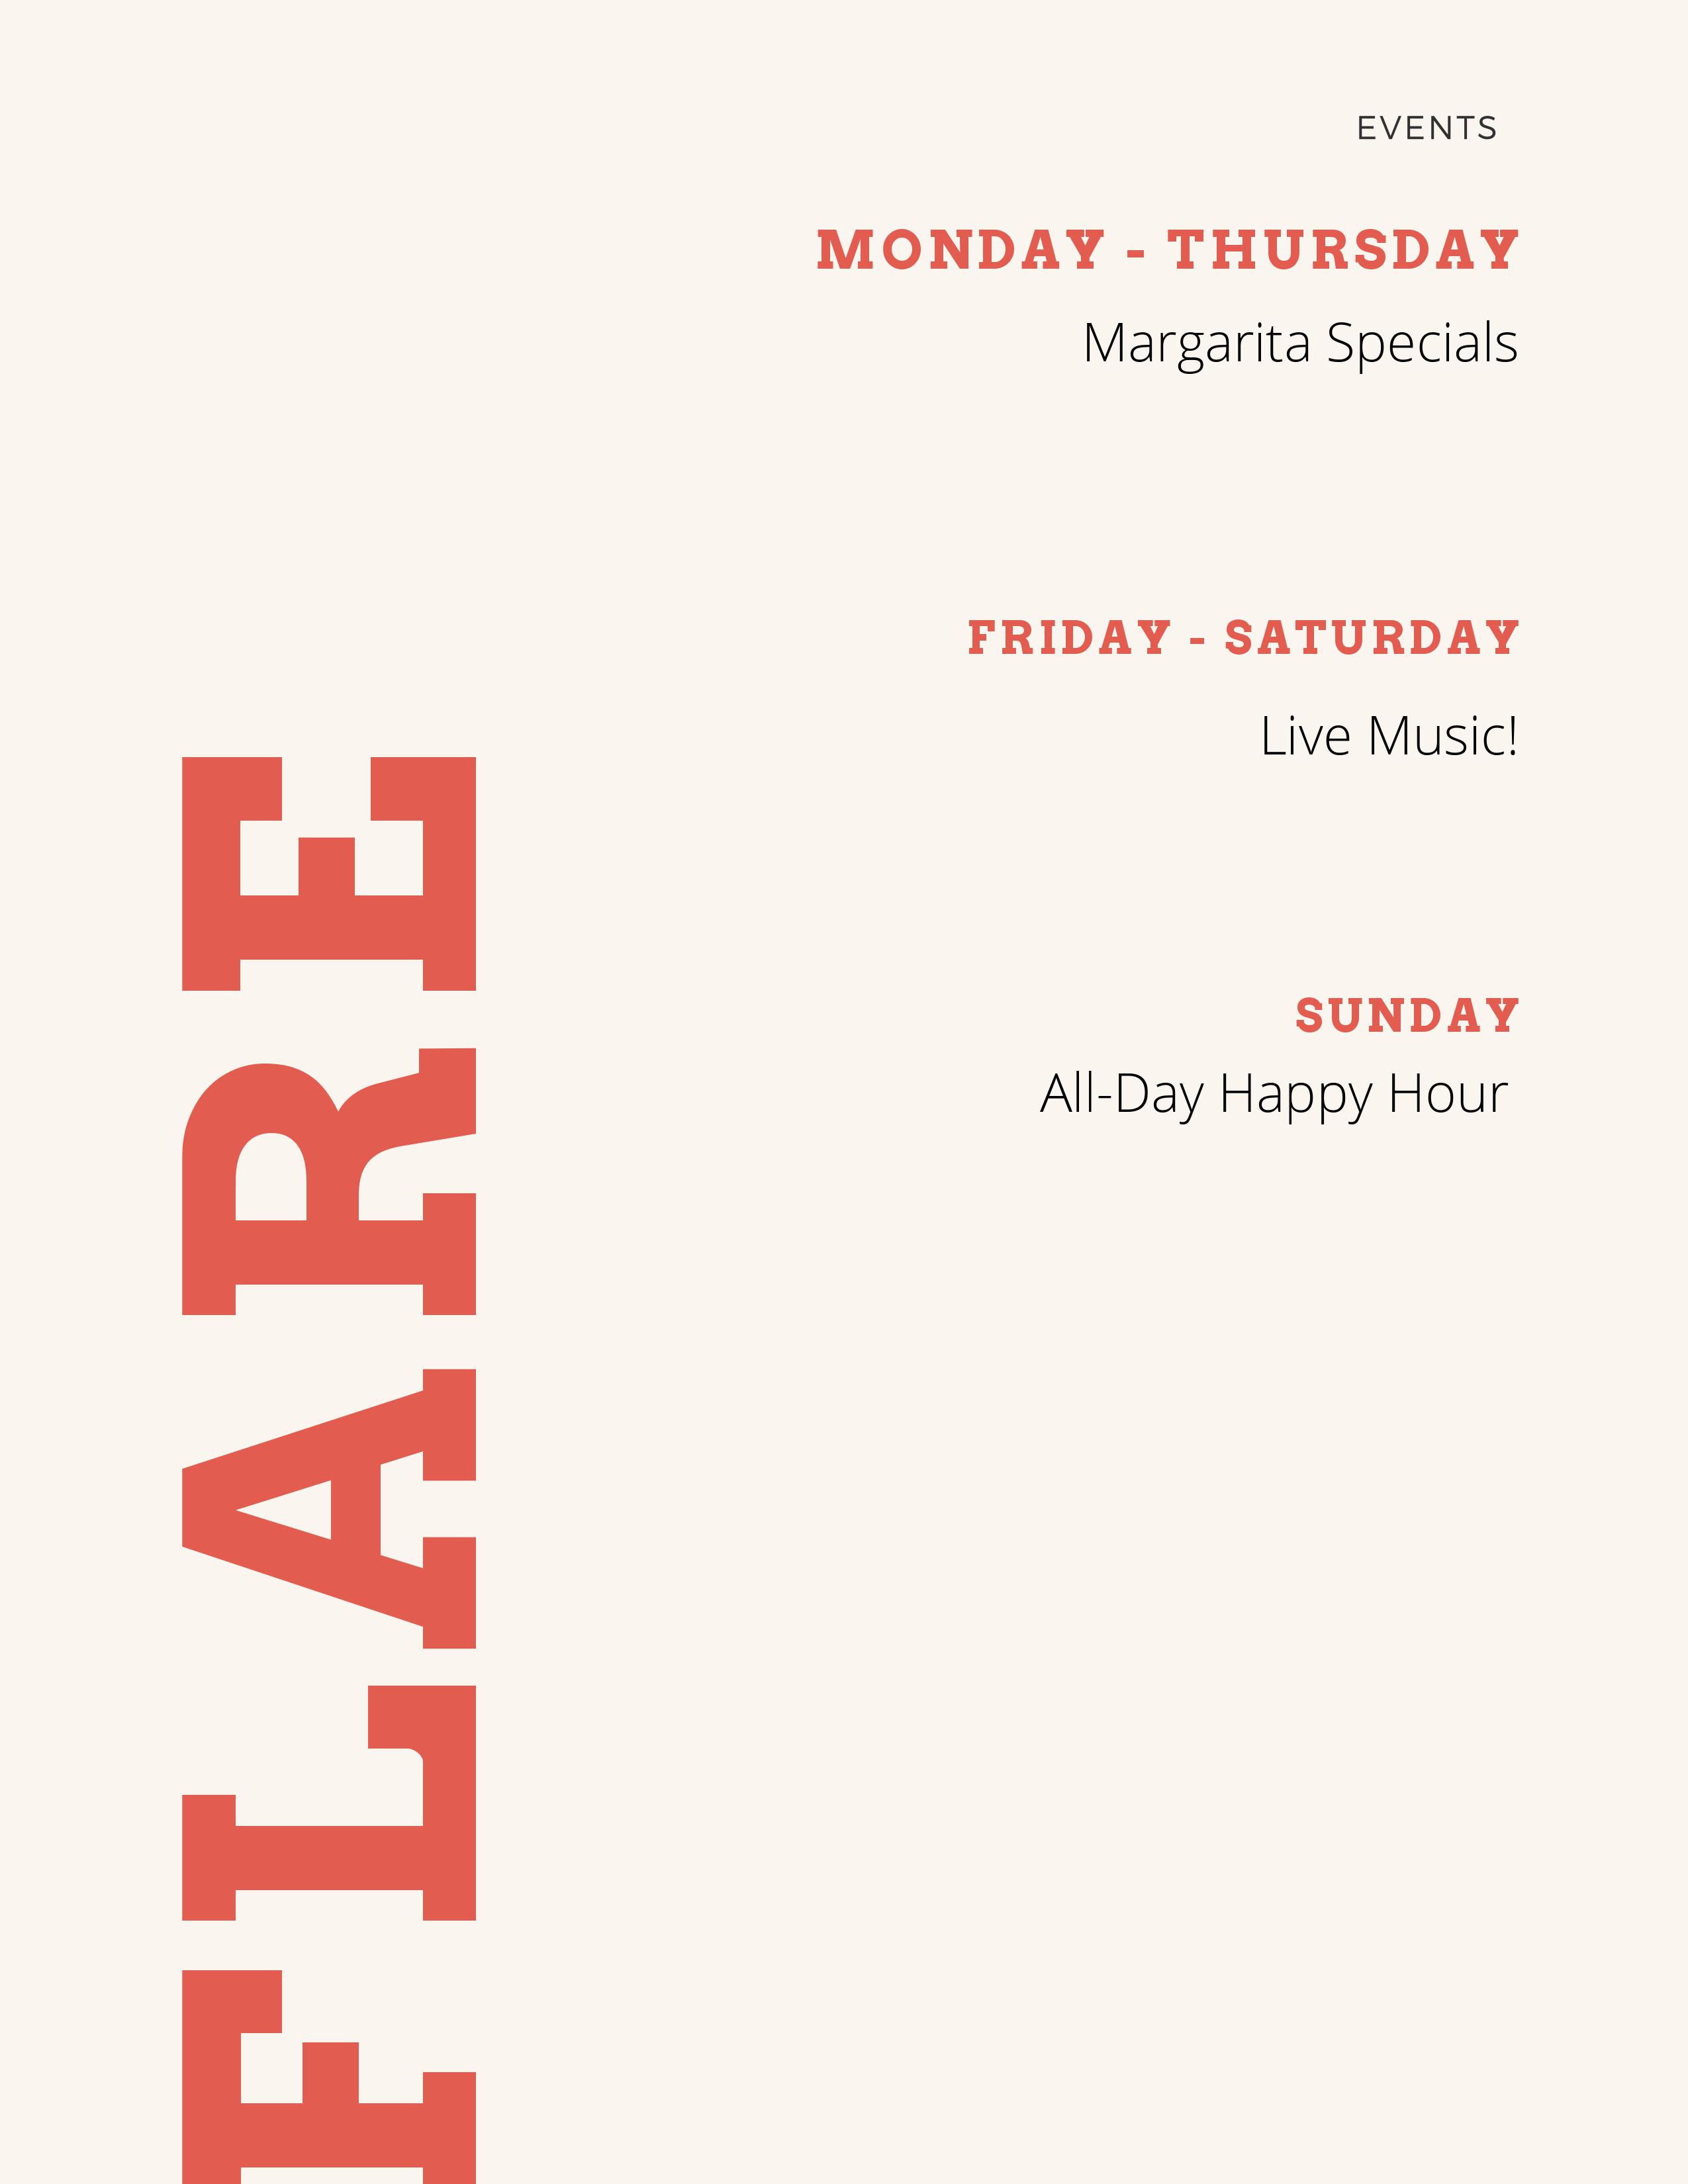 EVENTS
MONDAY - THURSDAY
Margarita Specials
FRIDAY - SATURDAY
Live Music!
SUNDAY
All-Day Happy Hour
FLARE